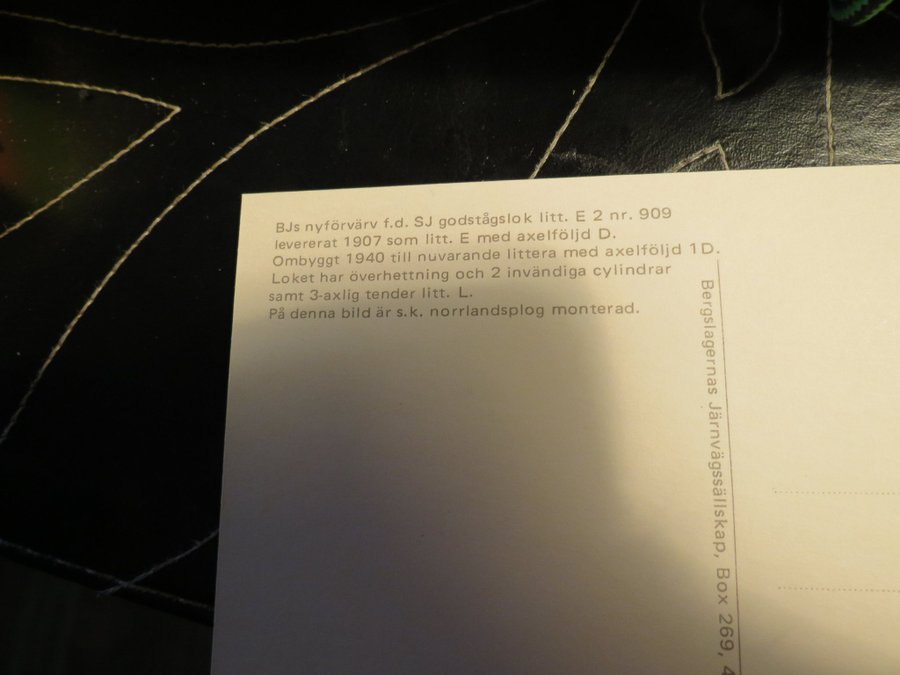 BJs nyförvärv f.d. SJ godstågslok litt. E 2 nr. 909
levererat 1907 som litt. E med axelföljd D.
Ombyggt 1940 till nuvarande littera med axelföljd 1D.
Loket har överhettning och 2 invändiga cylindrar
samt 3-axlig tender litt. L.
På denna bild är s.k. norrlandsplog monterad.
Bergslagernas Järnvägssällskap, Box 269, 4